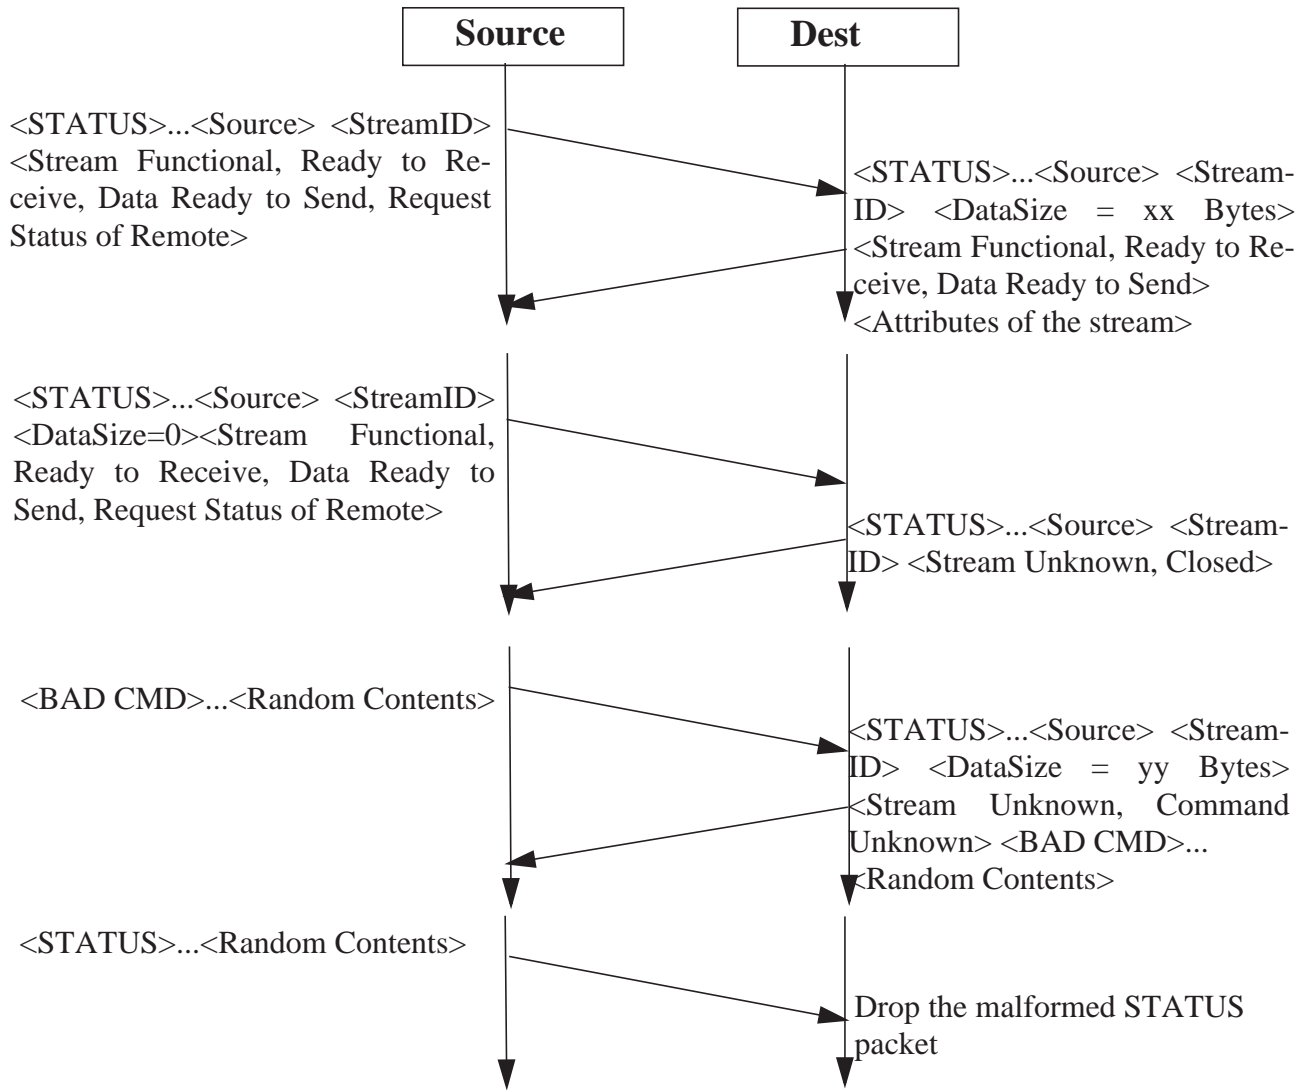 Source
Dest
<STATUS>...<Source> <StreamID>
<Stream Functional, Ready to Re-
ceive, Data Ready to Send, Request
Status of Remote>
<STATUS>...<Source> <Stream-
ID> <DataSize = xx Bytes>
<Stream Functional, Ready to Re-
ceive, Data Ready to Send>
<Attributes of the stream>
<STATUS>...<Source> <StreamID>
<DataSize=0><Stream Functional,
Ready to Receive, Data Ready to
Send, Request Status of Remote>
<STATUS>...<Source> <Stream-
ID> <Stream Unknown, Closed>
<BAD CMD>...<Random Contents>
<STATUS>...<Source> <Stream-
ID> <DataSize = yy Bytes>
<Stream Unknown, Command
Unknown> <BAD CMD>...
<Random Contents>
<STATUS>...<Random Contents>
Drop the malformed STATUS
packet